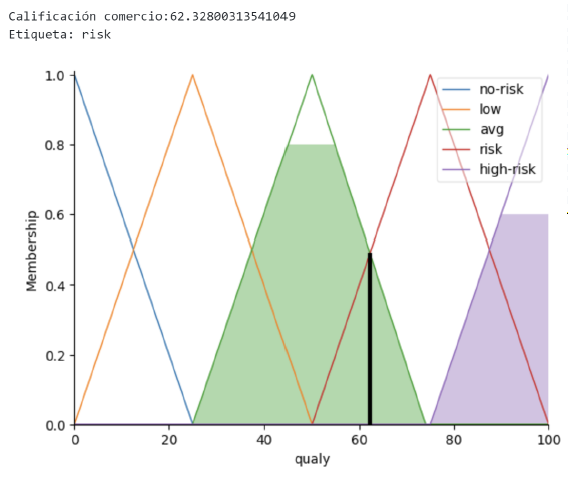 Calificación comercio:62.32800313541049
Etiqueta: risk
1.0
0.8
0.6
0.4
0.2
0.0
Membership
no-risk
low
avg
risk
high-risk
0
20
40
60
80
100
qualy